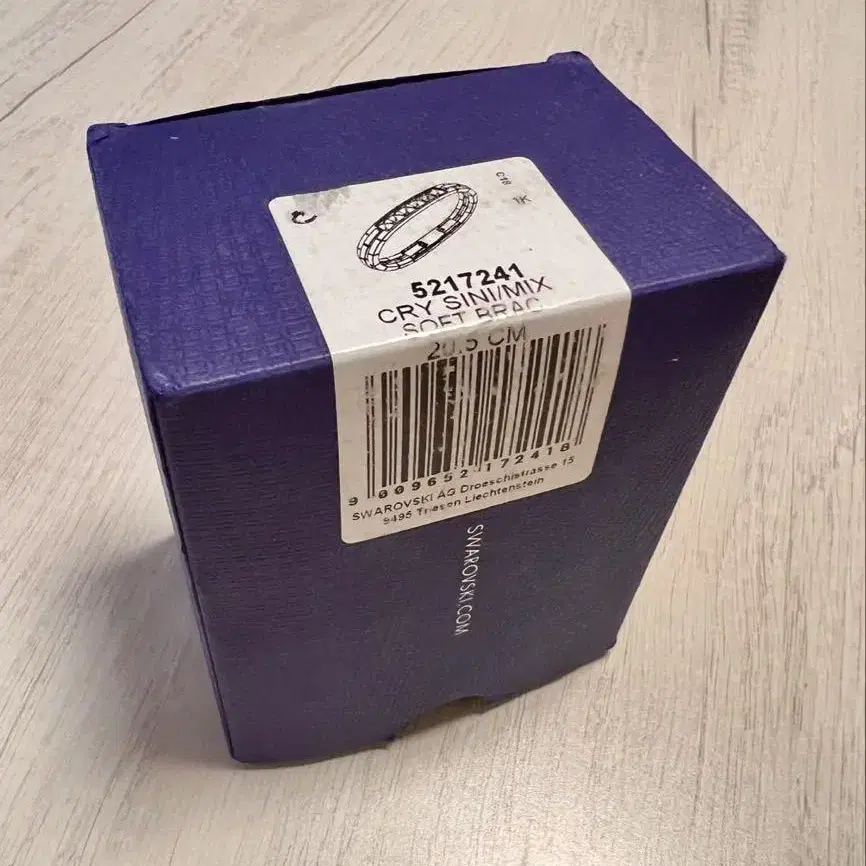 C18
1K
5217241
CRY SINI/MIX
SOFT BRAC
20.5 CM
9 009652 172418
SWAROVSKI AG Droeschistrasse 15
9495 Triesen Liechtenstein
SWAROVSKI.COM